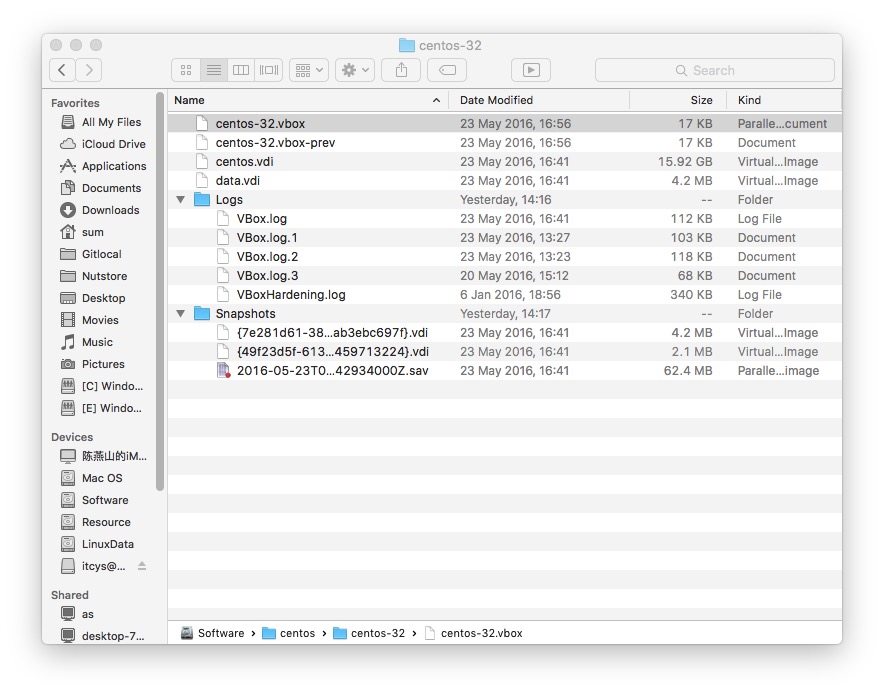 centos-32
Search
Favorites
All My Files
iCloud Drive
Applications
Documents
Downloads
sum
Gitlocal
Nutstore
Desktop
Movies
Music
Pictures
[C] Windo...
[E] Windo...
Devices
陈燕山的iM...
Mac OS
Software
Resource
LinuxData
itcys@...
Shared
as
desktop-7...
Name Date Modified Size Kind
centos-32.vbox 23 May 2016, 16:56 17 KB Paralle...cument
centos-32.vbox-prev 23 May 2016, 16:56 17 KB Document
centos.vdi 23 May 2016, 16:41 15.92 GB Virtual...Image
data.vdi 23 May 2016, 16:41 4.2 MB Virtual...Image
Logs Yesterday, 14:16 -- Folder
VBox.log 23 May 2016, 16:41 112 KB Log File
VBox.log.1 23 May 2016, 13:27 103 KB Document
VBox.log.2 23 May 2016, 13:23 118 KB Document
VBox.log.3 20 May 2016, 15:12 68 KB Document
VBoxHardening.log 6 Jan 2016, 18:56 340 KB Log File
Snapshots Yesterday, 14:17 -- Folder
{7e281d61-38...ab3ebc697f}.vdi 23 May 2016, 16:41 4.2 MB Virtual...Image
{49f23d5f-613...459713224}.vdi 23 May 2016, 16:41 2.1 MB Virtual...Image
2016-05-23T0...42934000Z.sav 23 May 2016, 16:41 62.4 MB Paralle...image
Software › centos › centos-32 › centos-32.vbox